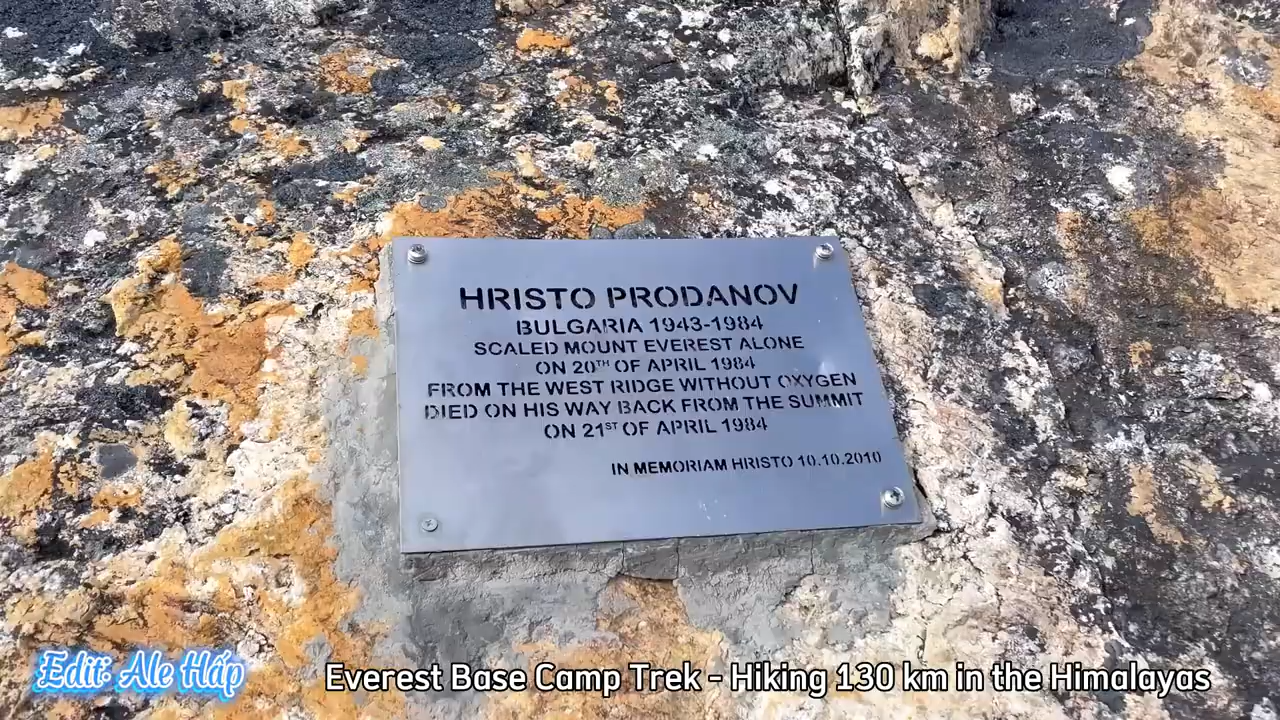 HRISTO PRODANOV
BULGARIA 1943-1984
SCALED MOUNT EVEREST ALONE
ON 20TH OF APRIL 1984
FROM THE WEST RIDGE WITHOUT OXYGEN
DIED ON HIS WAY BACK FROM THE SUMMIT
ON 21ST OF APRIL 1984
IN MEMORIAM HRISTO 10.10.2010
Edit: Ale Hấp
Everest Base Camp Trek - Hiking 130 km in the Himalayas